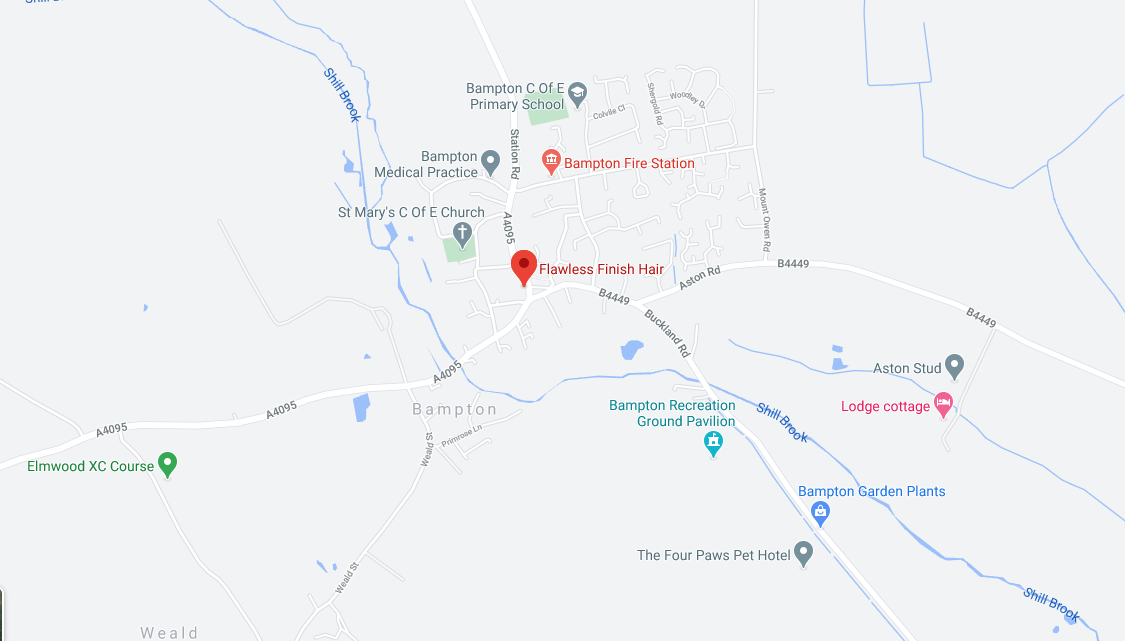 Shill Brook
Bampton C Of E
Primary School
Colvile Cl
Shergold Rd
Woodley Dr
Station Rd
Bampton
Medical Practice
Bampton Fire Station
St Mary's C Of E Church
A4095
Mount Owen Rd
Flawless Finish Hair
B4449
Aston Rd
B4449
B4449
Buckland Rd
A4095
Aston Stud
Bampton
A4095
A4095
Lodge cottage
Bampton Recreation
Ground Pavilion
Shill Brook
Primrose Ln
Weald St
Elmwood XC Course
Bampton Garden Plants
The Four Paws Pet Hotel
Weald St
Shill Brook
Weald